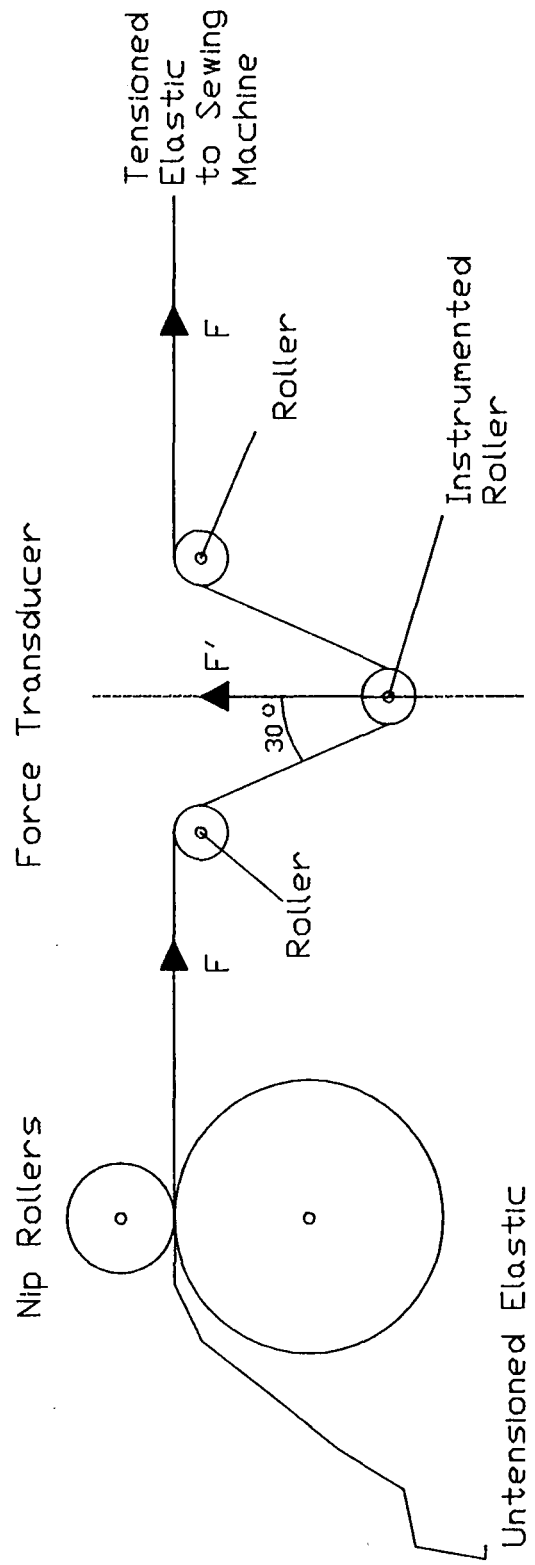 Force Transducer
Nip Rollers
Tensioned
Elastic
to Sewing
Machine
F
F
F'
30°
Roller
Roller
Instrumented
Roller
Untensioned Elastic